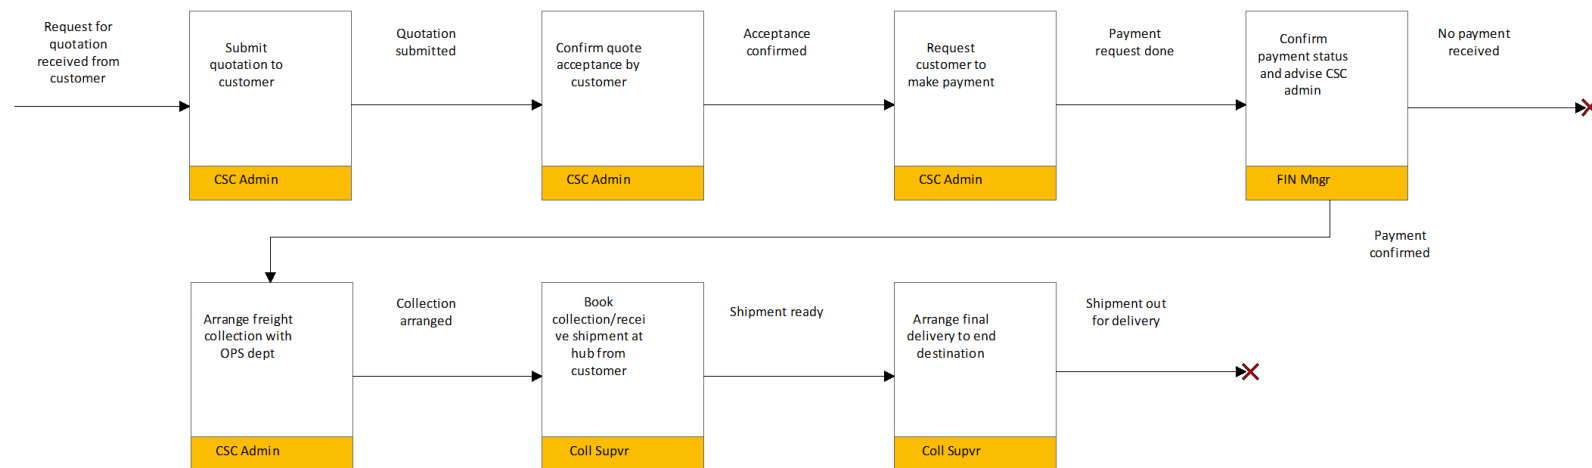 Request for
quotation
received from
customer
Submit
quotation to
customer
CSC Admin
Quotation
submitted
Confirm quote
acceptance by
customer
CSC Admin
Acceptance
confirmed
Request
customer to
make payment
CSC Admin
Payment
request done
Confirm
payment status
and advise CSC
admin
FIN Mngr
No payment
received
Payment
confirmed
Arrange freight
collection with
OPS dept
CSC Admin
Collection
arranged
Book
collection/recei
ve shipment at
hub from
customer
Coll Supvr
Shipment ready
Arrange final
delivery to end
destination
Coll Supvr
Shipment out
for delivery